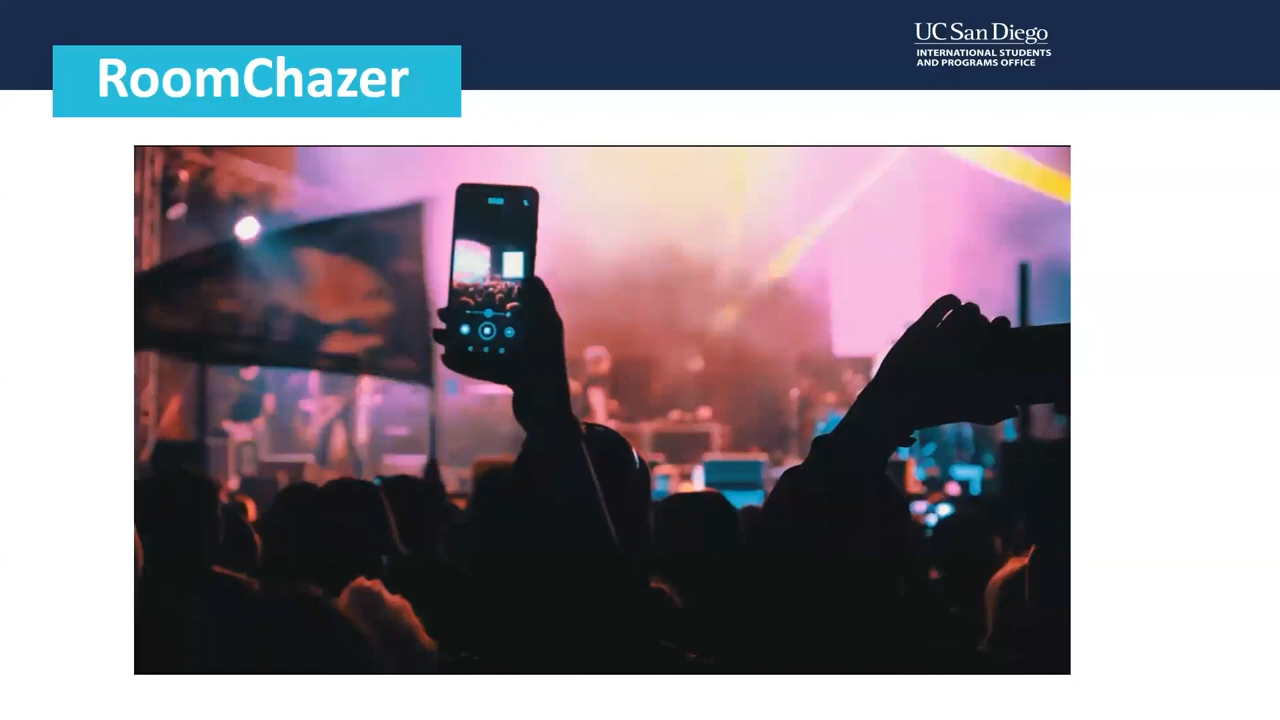 RoomChazer
UC San Diego
INTERNATIONAL STUDENTS
AND PROGRAMS OFFICE